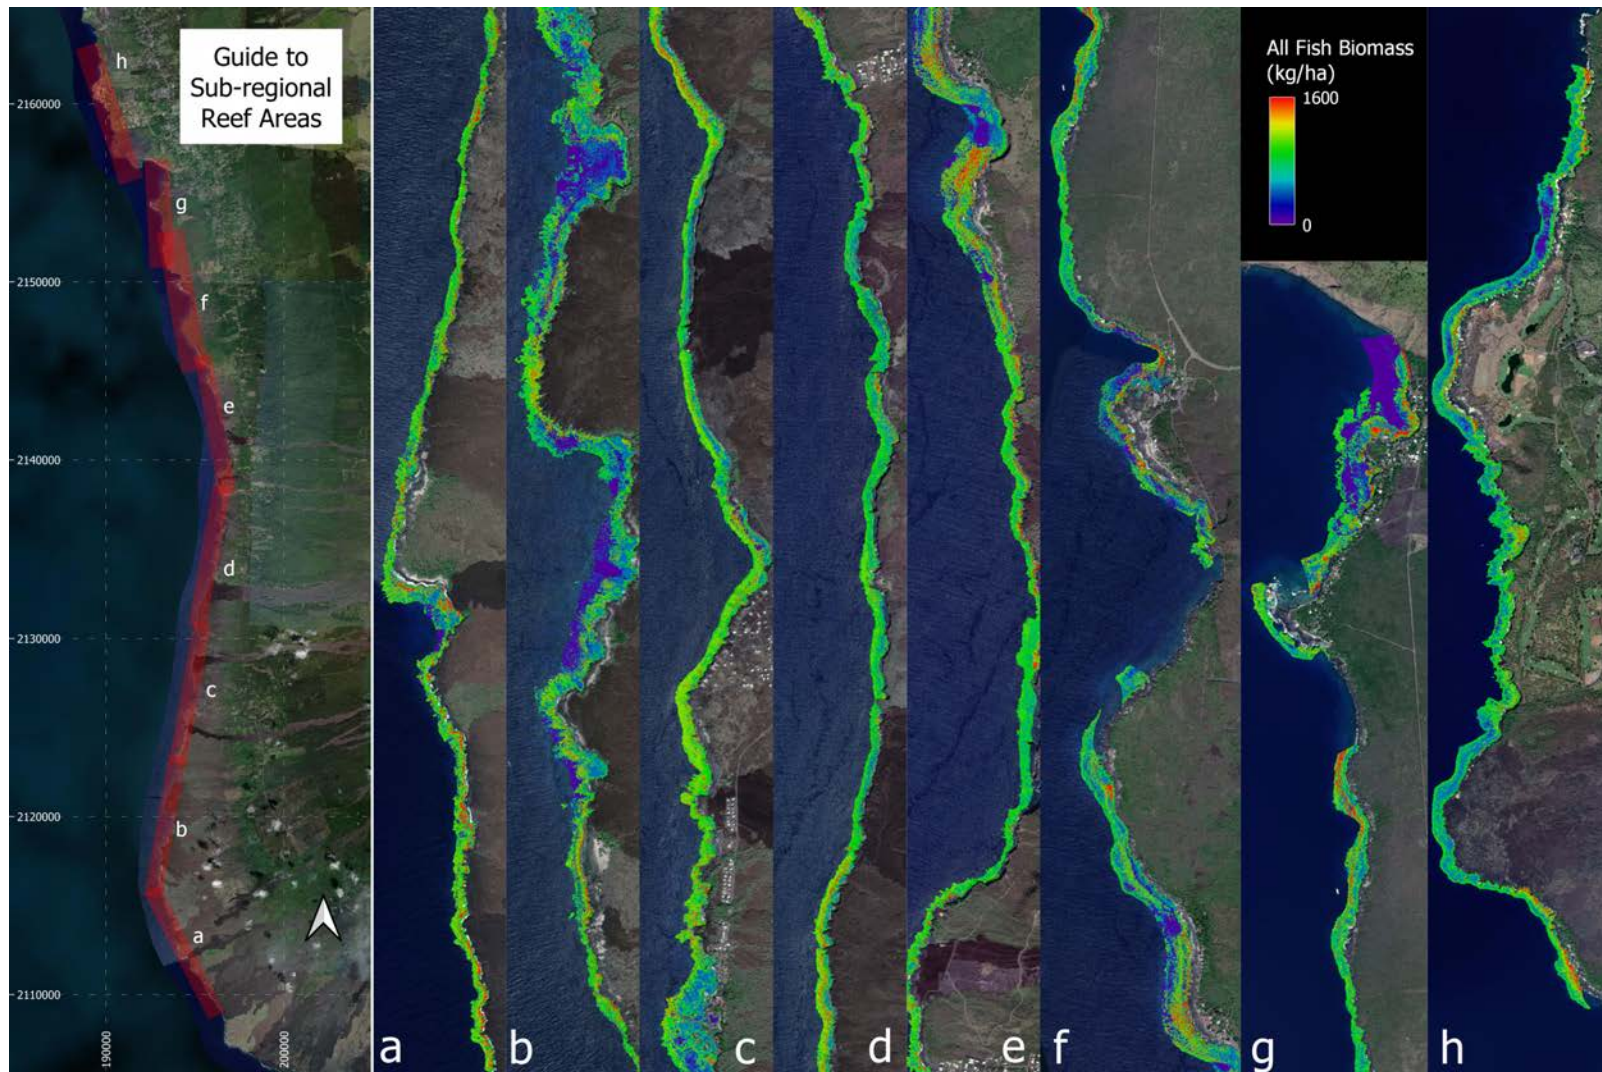 Guide to
Sub-regional
Reef Areas
h
2160000
g
2150000
f
e
2140000
d
2130000
c
2120000
b
a
2110000
190000
200000
All Fish Biomass
(kg/ha)
1600
0
a
b
c
d
e
f
g
h